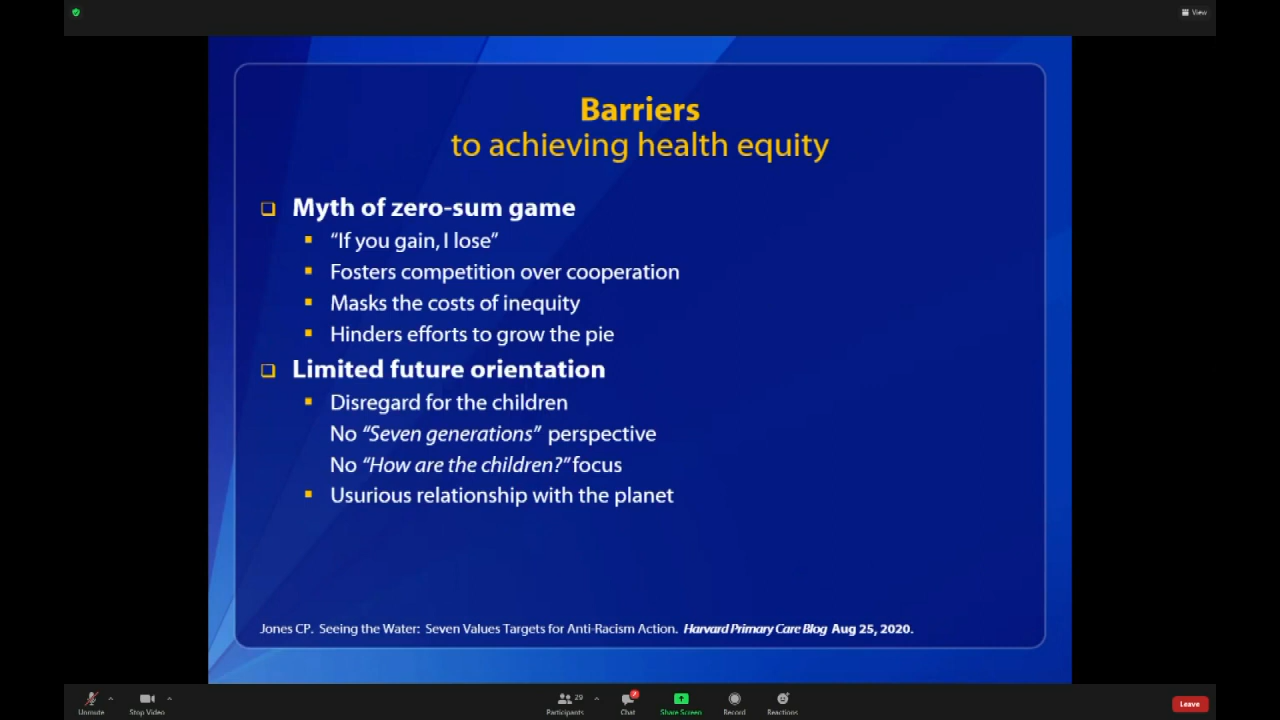 View
Barriers
to achieving health equity
Myth of zero-sum game
“If you gain, I lose”
Fosters competition over cooperation
Masks the costs of inequity
Hinders efforts to grow the pie
Limited future orientation
Disregard for the children
No “Seven generations” perspective
No “How are the children?” focus
Usurious relationship with the planet
Jones CP. Seeing the Water: Seven Values Targets for Anti-Racism Action. Harvard Primary Care Blog Aug 25, 2020.
29
Unmute Stop Video Participants Chat Share Screen Record Reactions Leave